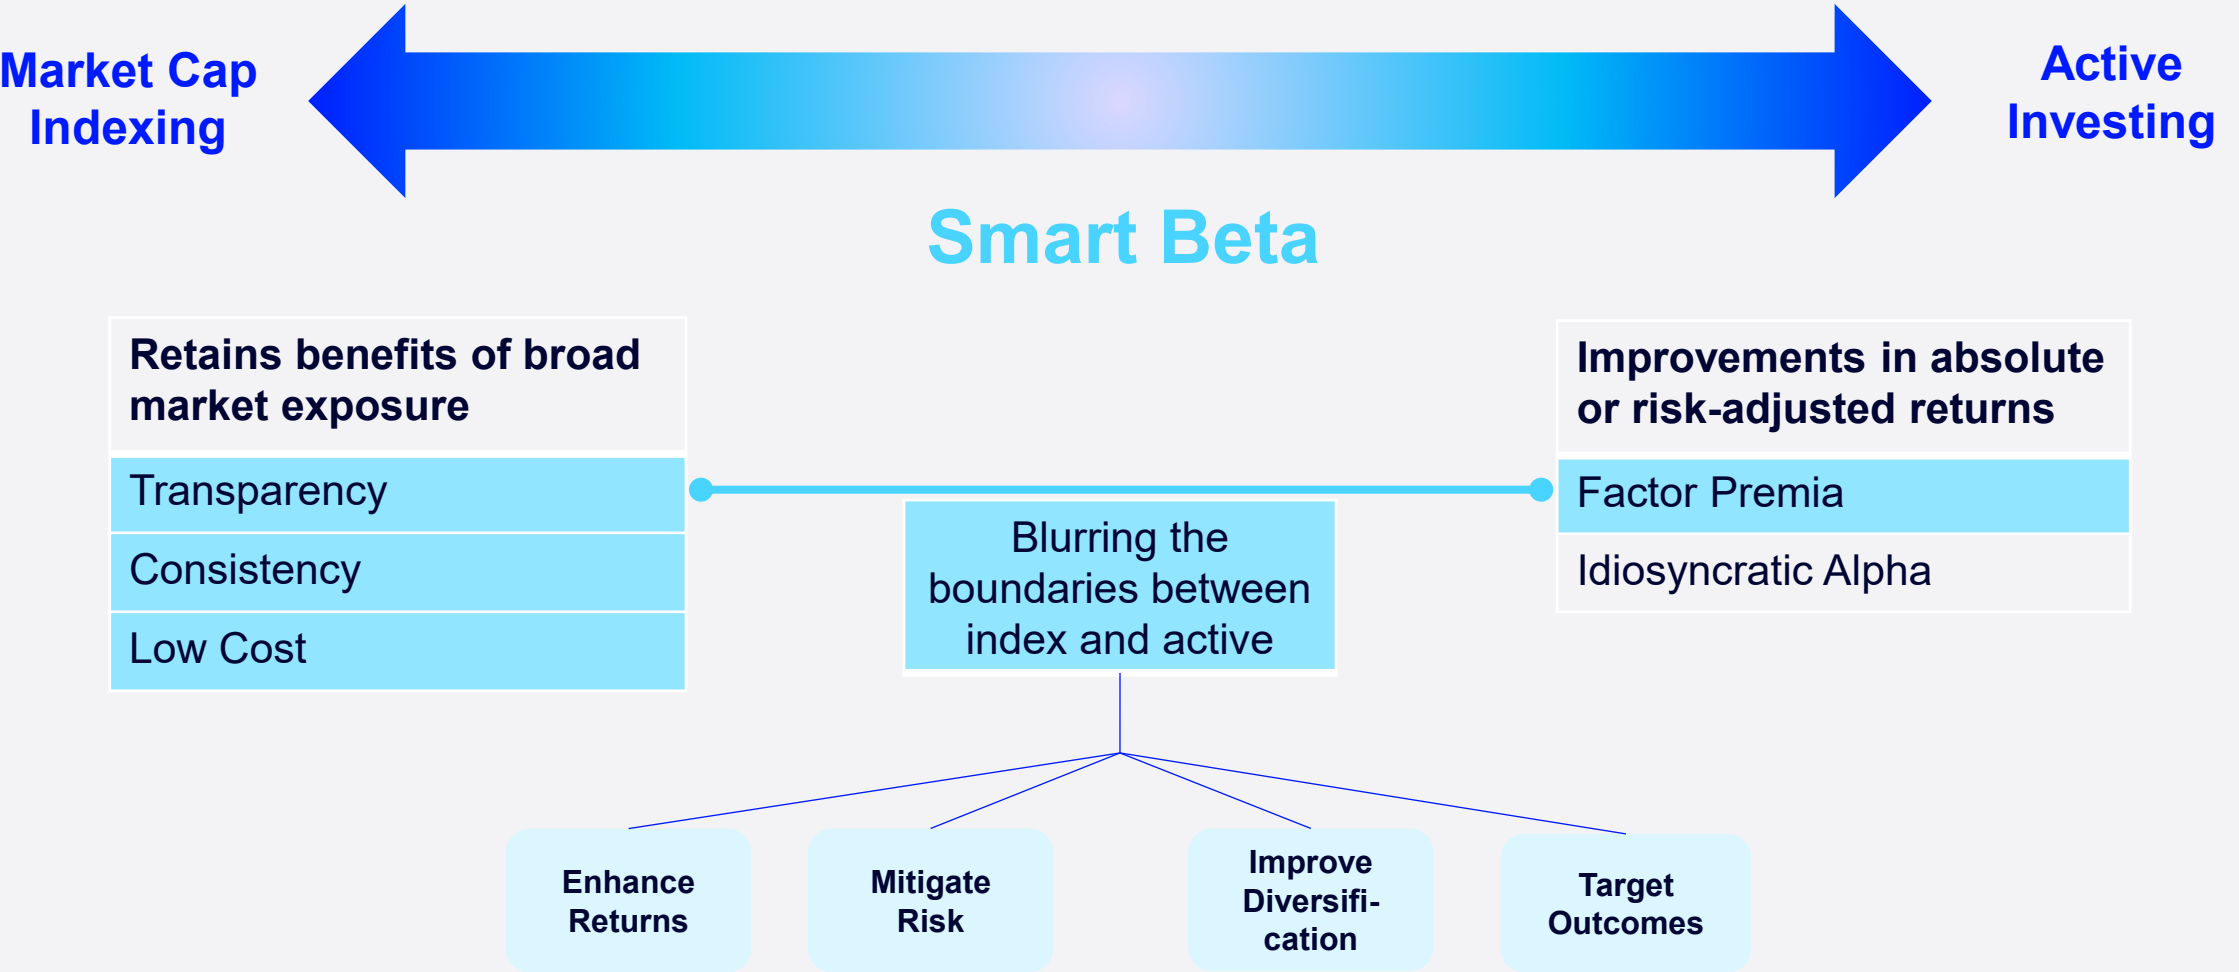 Market Cap
Indexing
Active
Investing
Smart Beta
Retains benefits of broad
market exposure
Transparency
Consistency
Low Cost
Blurring the
boundaries between
index and active
Improvements in absolute
or risk-adjusted returns
Factor Premia
Idiosyncratic Alpha
Enhance
Returns
Mitigate
Risk
Improve
Diversifi-
cation
Target
Outcomes